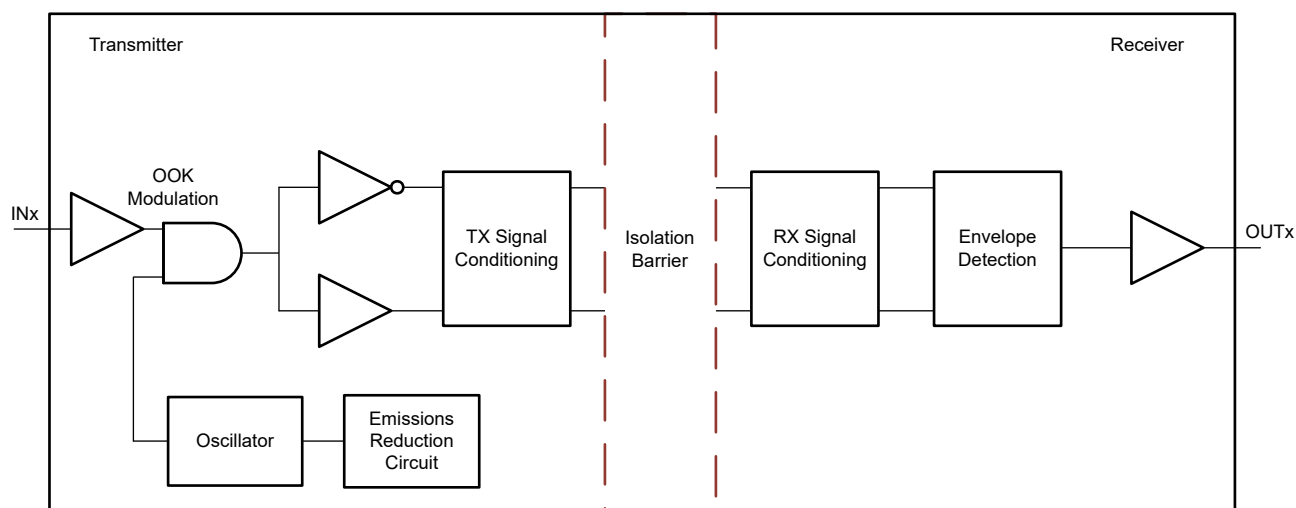 Transmitter
Receiver
OOK
Modulation
INx
TX Signal
Conditioning
Isolation
Barrier
RX Signal
Conditioning
Envelope
Detection
OUTx
Oscillator
Emissions
Reduction
Circuit